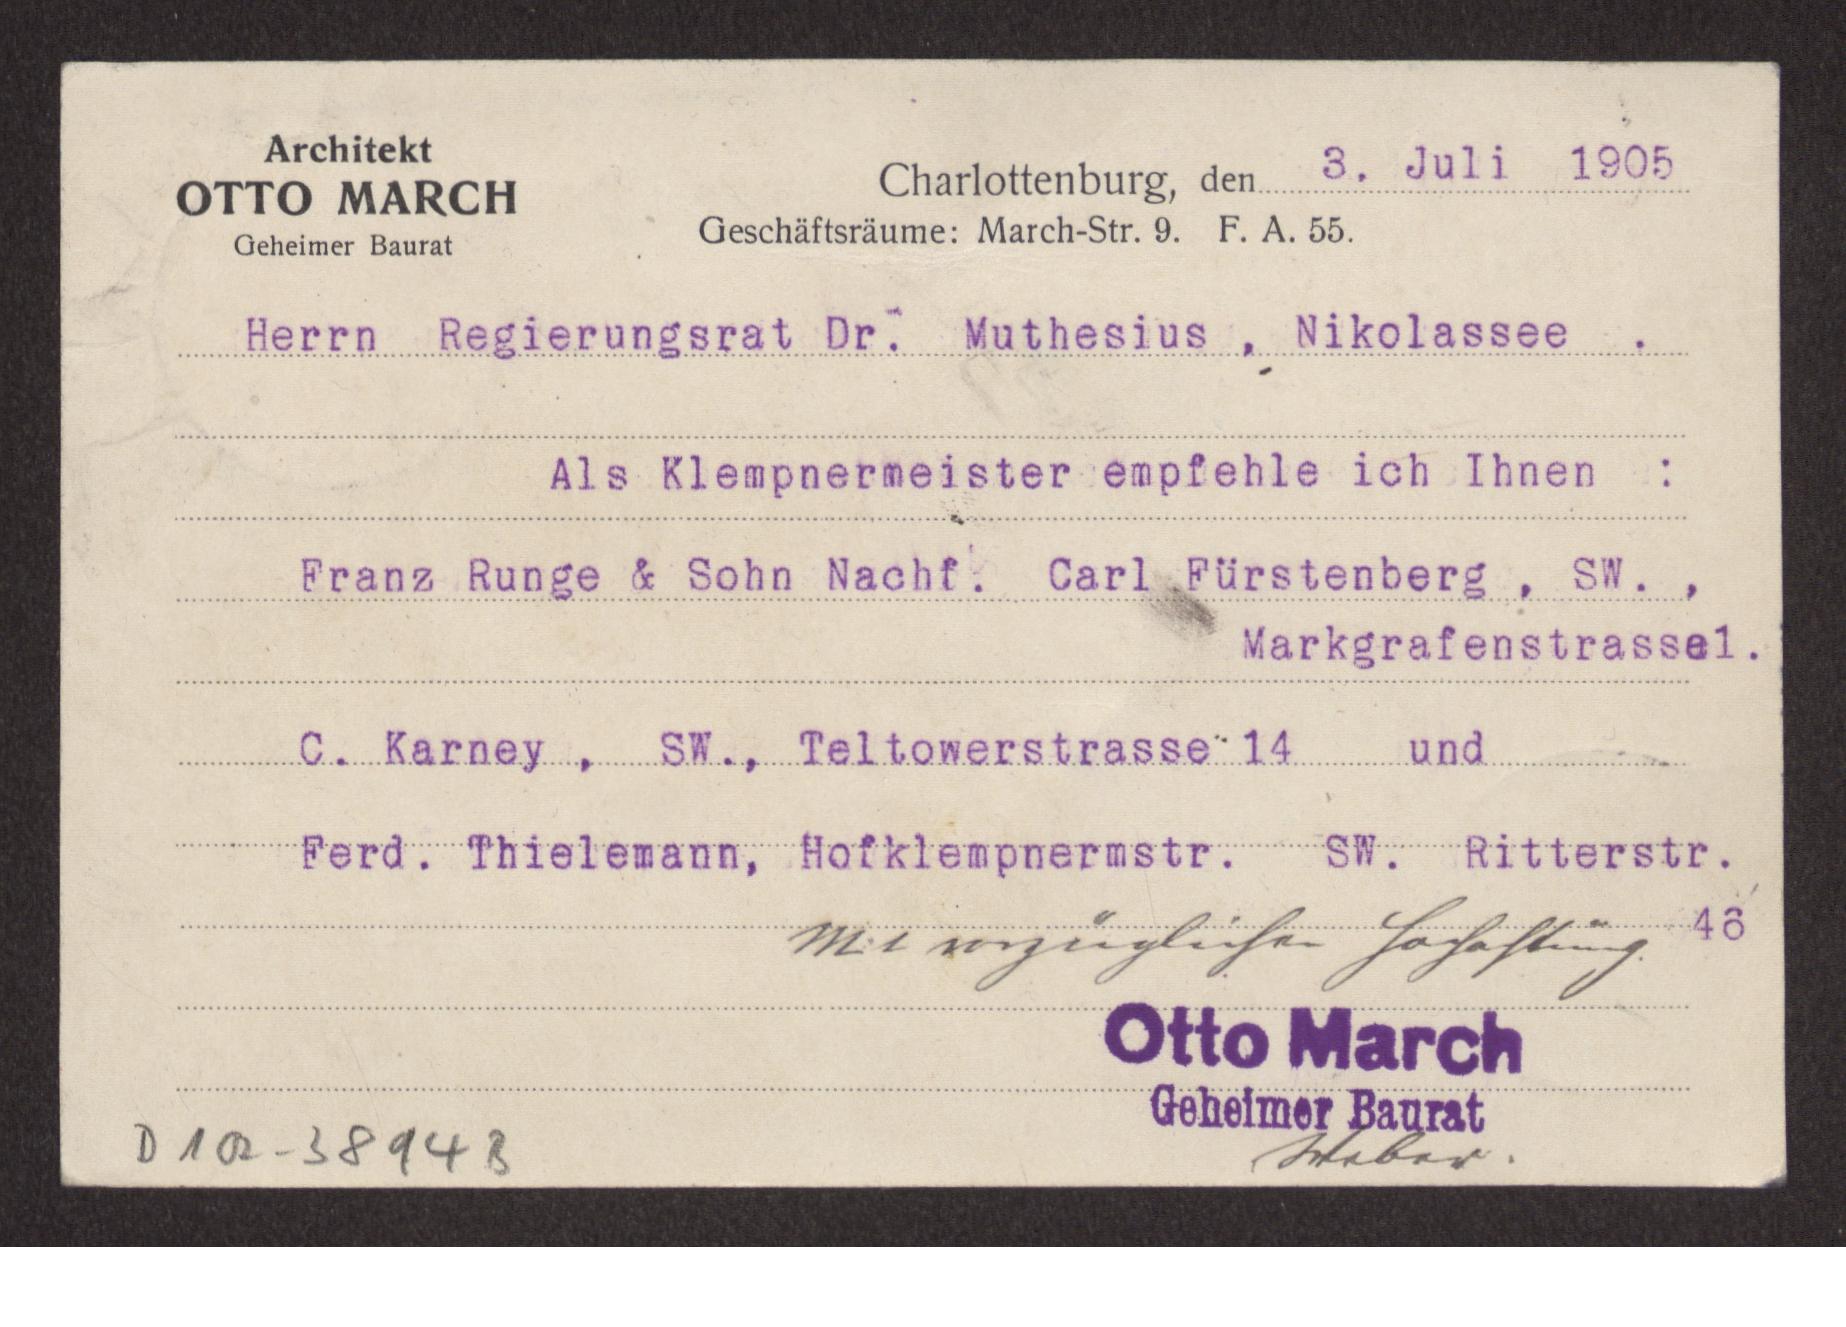 Architekt
OTTO MARCH
Geheimer Baurat
Charlottenburg, den 3. Juli 1905
Geschäftsräume: March-Str. 9. F. A. 55.
Herrn Regierungsrat Dr. Muthesius , Nikolassee .
Als Klempnermeister empfehle ich Ihnen :
Franz Runge & Sohn Nachf. Carl Fürstenberg , SW. ,
Markgrafenstrasse1.
C. Karney , SW., Teltowerstrasse 14 und
Ferd. Thielemann, Hofklempnermstr. SW. Ritterstr.
Mit vorzüglicher Hochachtung.
Otto March
Geheimer Baurat
Weber.
D 102-3894 B